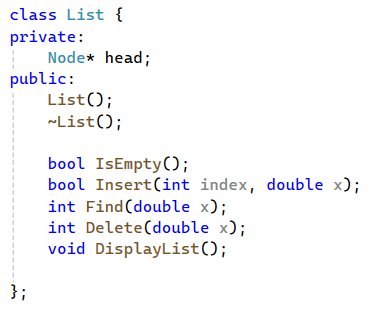 class List {
private:
    Node* head;
public:
    List();
    ~List();

    bool IsEmpty();
    bool Insert(int index, double x);
    int Find(double x);
    int Delete(double x);
    void DisplayList();

};